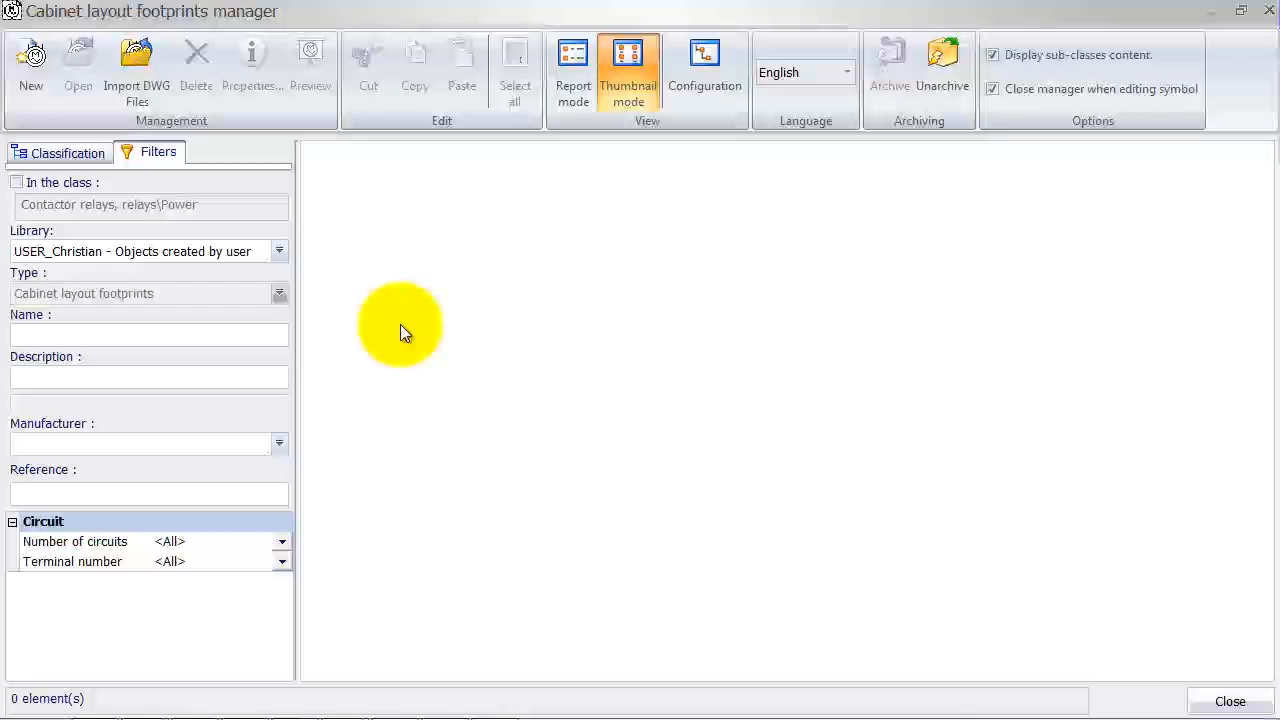 Cabinet layout footprints manager
New
Open
Import DWG
Files
Delete
Properties...
Preview
Management
Cut
Copy
Paste
Select
all
Edit
Report
mode
Thumbnail
mode
Configuration
View
English
Language
Archive
Unarchive
Archiving
Display sub-classes content.
Close manager when editing symbol
Options
Classification
Filters
In the class :
Contactor relays, relays\Power
Library:
USER_Christian - Objects created by user
Type :
Cabinet layout footprints
Name :
Description :
Manufacturer :
Reference :
Circuit
Number of circuits <All>
Terminal number <All>
0 element(s)
Close